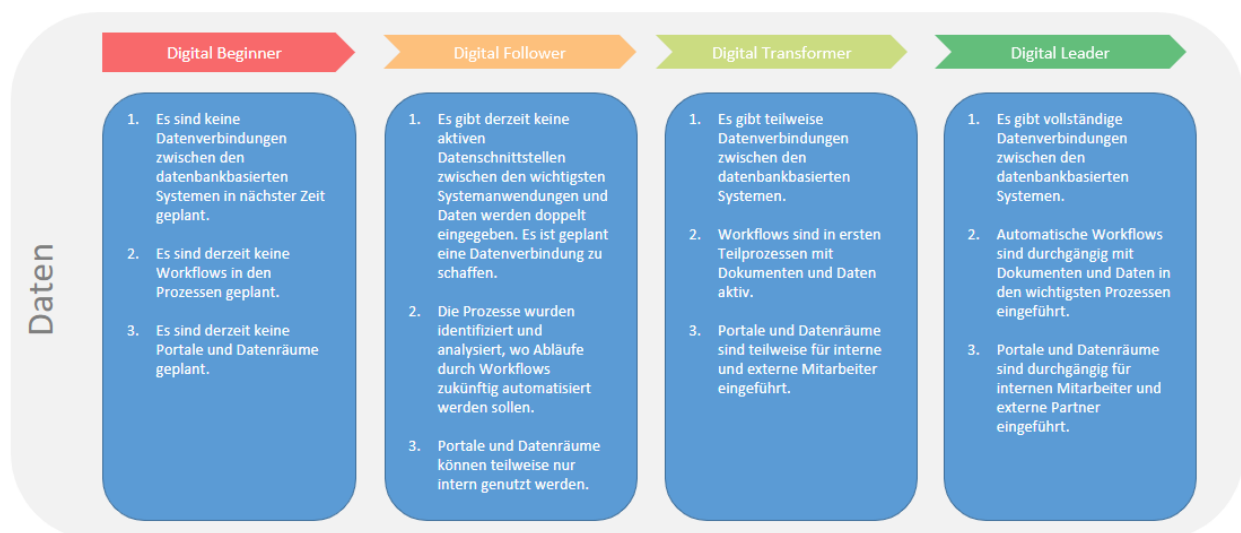 Daten
Digital Beginner
1. Es sind keine
Datenverbindungen
zwischen den
datenbankbasierten
Systemen in nächster Zeit
geplant.
2. Es sind derzeit keine
Workflows in den
Prozessen geplant.
3. Es sind derzeit keine
Portale und Datenräume
geplant.
Digital Follower
1. Es gibt derzeit keine
aktiven
Datenschnittstellen
zwischen den wichtigsten
Systemanwendungen und
Daten werden doppelt
eingegeben. Es ist geplant
eine Datenverbindung zu
schaffen.
2. Die Prozesse wurden
identifiziert und
analysiert, wo Abläufe
durch Workflows
zukünftig automatisiert
werden sollen.
3. Portale und Datenräume
können teilweise nur
intern genutzt werden.
Digital Transformer
1. Es gibt teilweise
Datenverbindungen
zwischen den
datenbankbasierten
Systemen.
2. Workflows sind in ersten
Teilprozessen mit
Dokumenten und Daten
aktiv.
3. Portale und Datenräume
sind teilweise für interne
und externe Mitarbeiter
eingeführt.
Digital Leader
1. Es gibt vollständige
Datenverbindungen
zwischen den
datenbankbasierten
Systemen.
2. Automatische Workflows
sind durchgängig mit
Dokumenten und Daten in
den wichtigsten Prozessen
eingeführt.
3. Portale und Datenräume
sind durchgängig für
internen Mitarbeiter und
externe Partner
eingeführt.